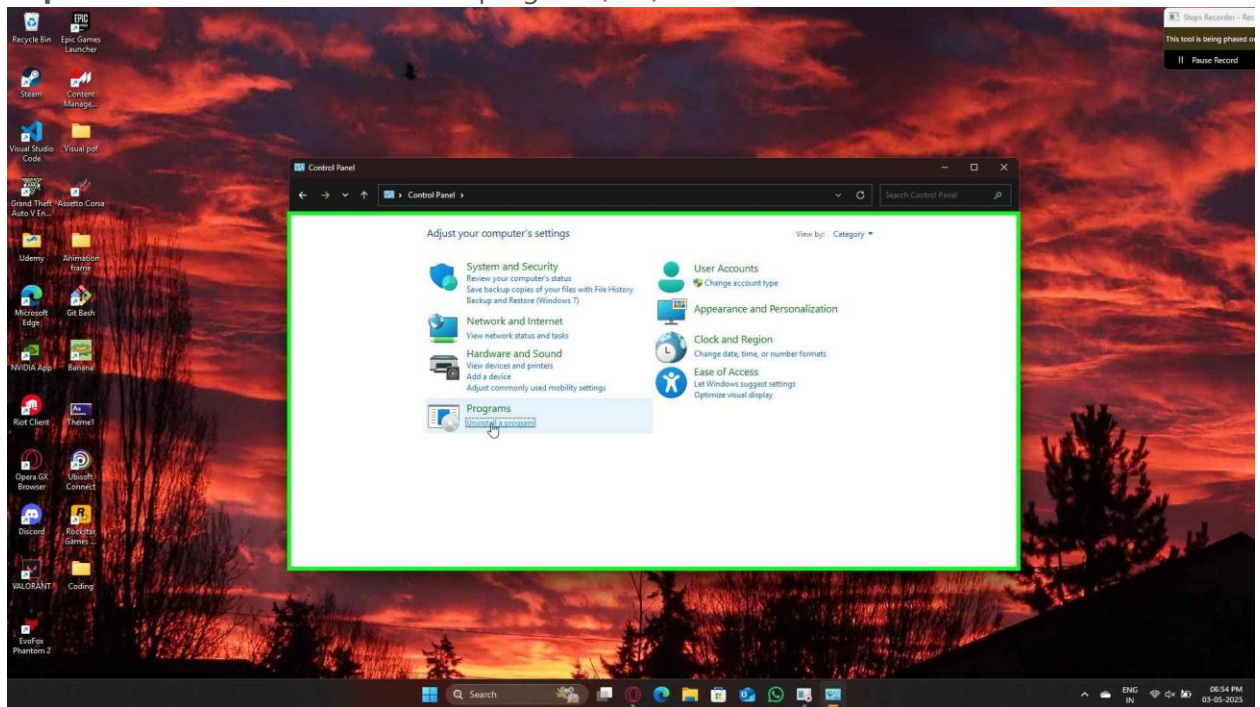 Recycle Bin
Epic Games
Launcher
Steam
Content
Manage...
Visual Studio
Code
Visual pdf
Grand Theft
Auto V En...
Assetto Corsa
Udemy
Animation
frame
Microsoft
Edge
Git Bash
NVIDIA App
Banana
Riot Client
Theme1
Opera GX
Browser
Ubisoft
Connect
Discord
Rockstar
Games ...
VALORANT
Coding
EvoFox
Phantom 2
Steps Recorder - Rec
This tool is being phased o
Pause Record
Control Panel
Control Panel
Search Control Panel
Adjust your computer's settings
View by: Category
System and Security
Review your computer's status
Save backup copies of your files with File History
Backup and Restore (Windows 7)
Network and Internet
View network status and tasks
Hardware and Sound
View devices and printers
Add a device
Adjust commonly used mobility settings
Programs
Uninstall a program
User Accounts
Change account type
Appearance and Personalization
Clock and Region
Change date, time, or number formats
Ease of Access
Let Windows suggest settings
Optimize visual display
Search
ENG
IN
06:54 PM
03-05-2025